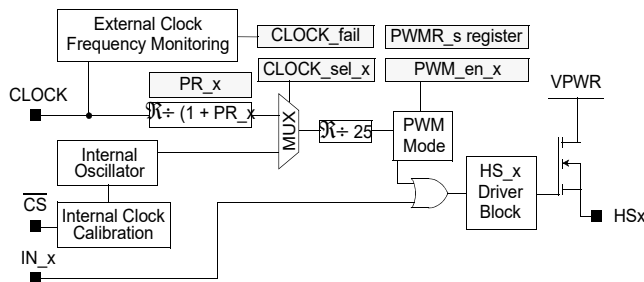 External Clock
Frequency Monitoring
CLOCK_fail
PWMR_s register
PR_x
CLOCK_sel_x
PWM_en_x
VPWR
CLOCK
ℜ÷ (1 + PR_x
MUX
ℜ÷ 25
PWM
Mode
Internal
Oscillator
HS_x
Driver
Block
CS
Internal Clock
Calibration
HSx
IN_x